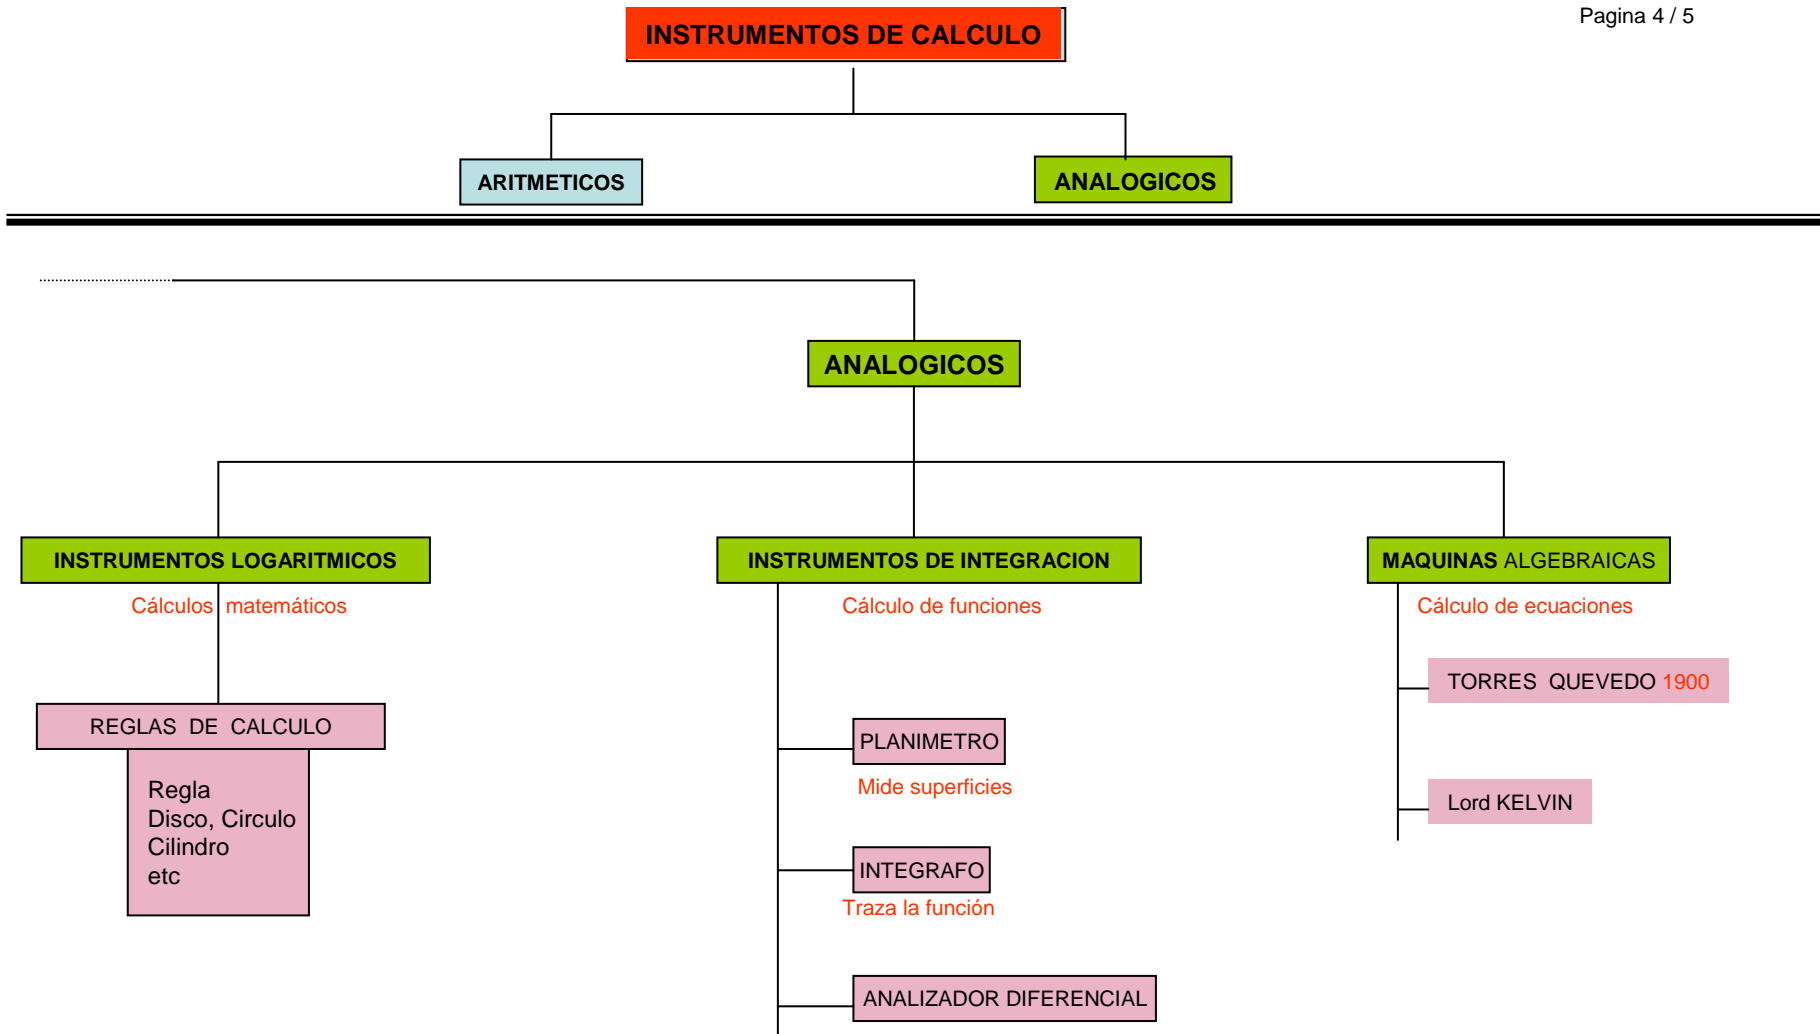 Pagina 4 / 5
INSTRUMENTOS DE CALCULO
ARITMETICOS
ANALOGICOS
ANALOGICOS
INSTRUMENTOS LOGARITMICOS
Cálculos matemáticos
REGLAS DE CALCULO
Regla
Disco, Circulo
Cilindro
etc
INSTRUMENTOS DE INTEGRACION
Cálculo de funciones
PLANIMETRO
Mide superficies
INTEGRAFO
Traza la función
ANALIZADOR DIFERENCIAL
MAQUINAS ALGEBRAICAS
Cálculo de ecuaciones
TORRES QUEVEDO 1900
Lord KELVIN